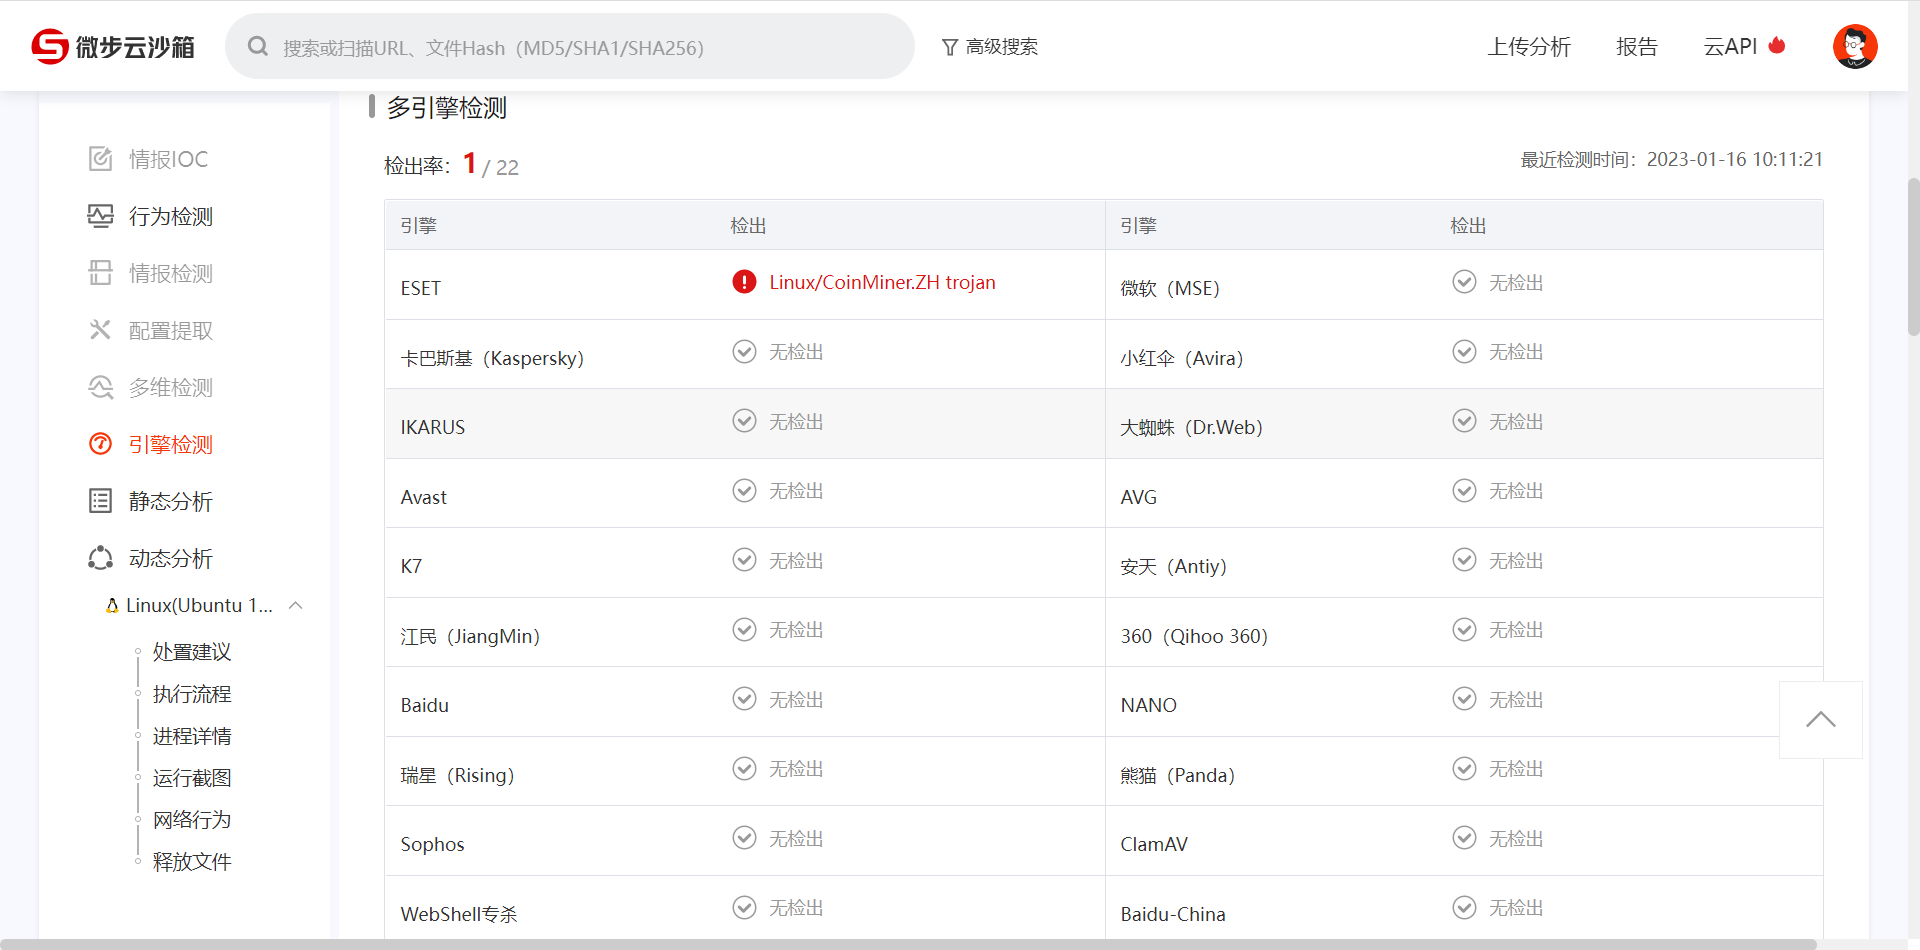 微步云沙箱
搜索或扫描URL、文件Hash（MD5/SHA1/SHA256）
高级搜索
上传分析
报告
云API
情报IOC
行为检测
情报检测
配置提取
多维检测
引擎检测
静态分析
动态分析
Linux(Ubuntu 1...
处置建议
执行流程
进程详情
运行截图
网络行为
释放文件
多引擎检测
检出率：1 / 22
最近检测时间：2023-01-16 10:11:21
引擎 检出 引擎 检出
ESET Linux/CoinMiner.ZH trojan 微软（MSE） 无检出
卡巴斯基（Kaspersky） 无检出 小红伞（Avira） 无检出
IKARUS 无检出 大蜘蛛（Dr.Web） 无检出
Avast 无检出 AVG 无检出
K7 无检出 安天（Antiy） 无检出
江民（JiangMin） 无检出 360（Qihoo 360） 无检出
Baidu 无检出 NANO 无检出
瑞星（Rising） 无检出 熊猫（Panda） 无检出
Sophos 无检出 ClamAV 无检出
WebShell专杀 无检出 Baidu-China 无检出